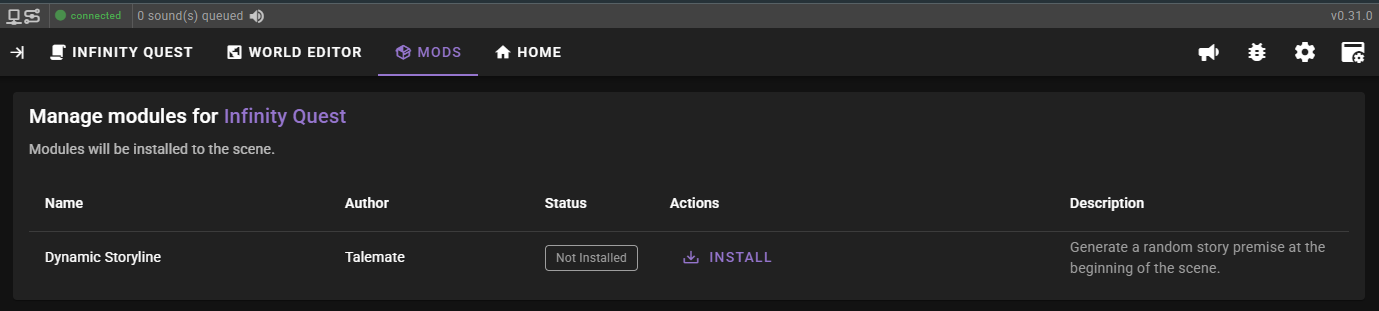 connected 0 sound(s) queued v0.31.0
INFINITY QUEST WORLD EDITOR MODS HOME
Manage modules for Infinity Quest
Modules will be installed to the scene.
Name Author Status Actions Description
Dynamic Storyline Talemate Not Installed INSTALL Generate a random story premise at the
beginning of the scene.